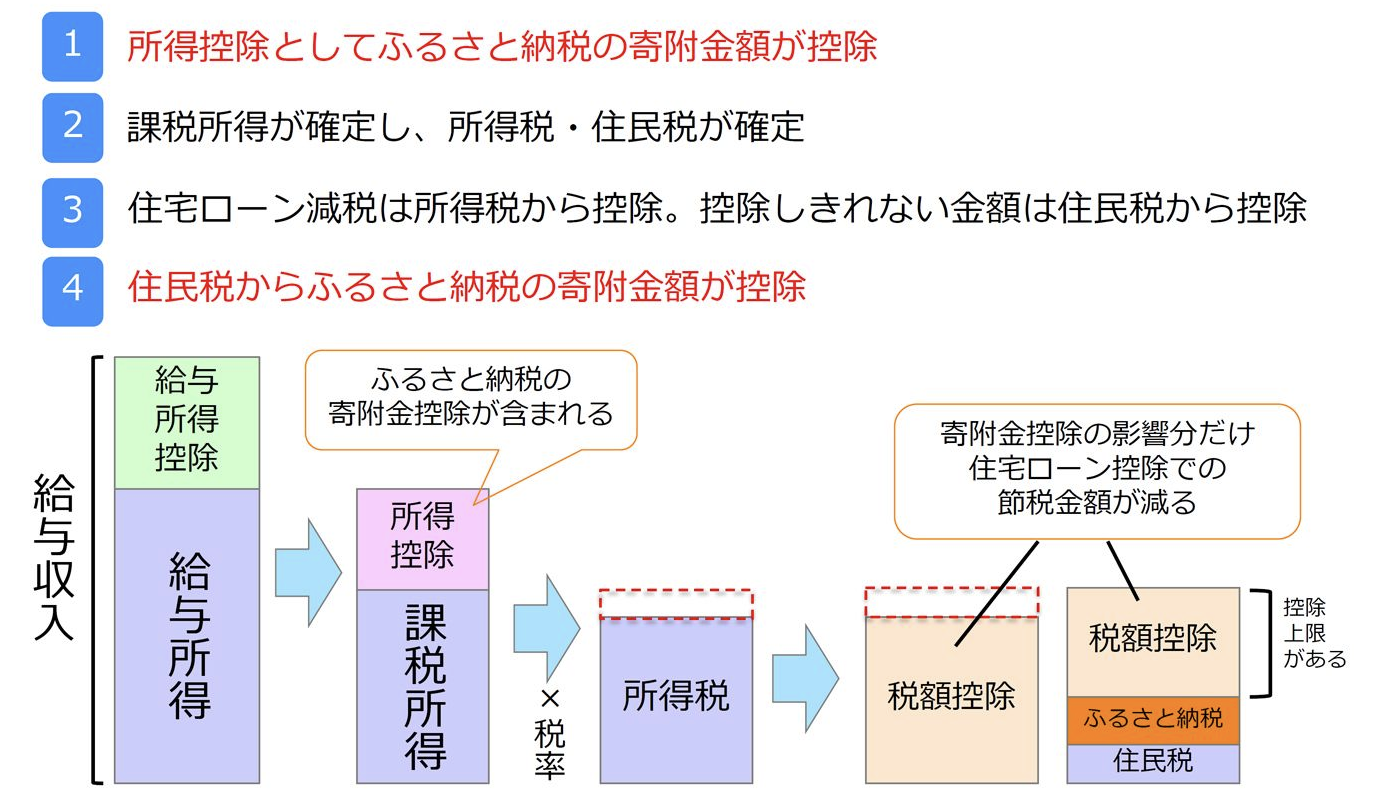 1
所得控除としてふるさと納税の寄附金額が控除
2
課税所得が確定し、所得税・住民税が確定
3
住宅ローン減税は所得税から控除。控除しきれない金額は住民税から控除
4
住民税からふるさと納税の寄附金額が控除
給与収入
給与
所得
控除
給与所得
ふるさと納税の
寄附金控除が含まれる
所得
控除
課税所得
×税率
所得税
寄附金控除の影響分だけ
住宅ローン控除での
節税金額が減る
税額控除
税額控除
ふるさと納税
住民税
控除
上限
がある